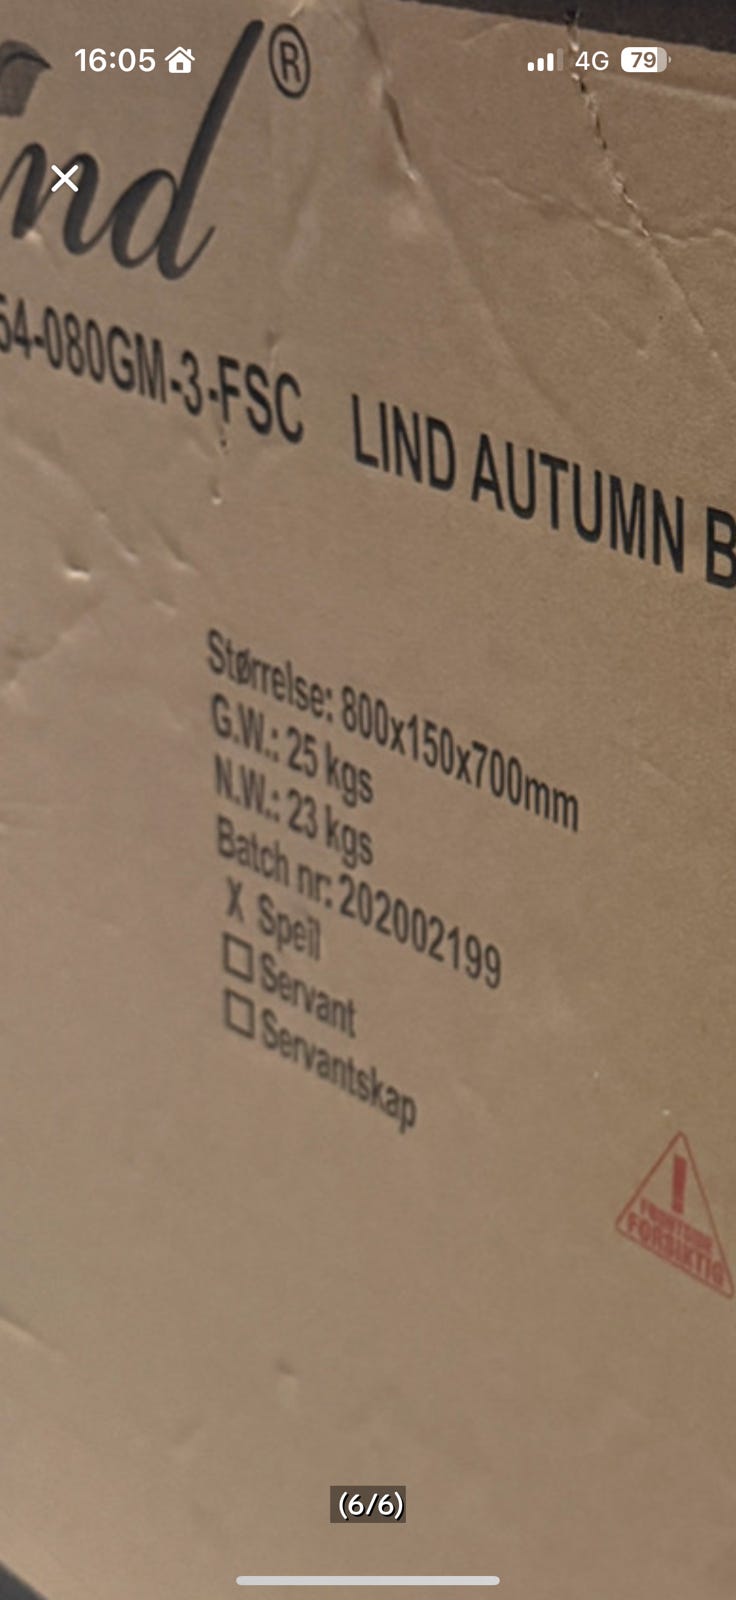 16:05
4G
79
nd®
54-080GM-3-FSC LIND AUTUMN B
Størrelse: 800x150x700mm
G.W.: 25 kgs
N.W.: 23 kgs
Batch nr: 202002199
X Speil
☐ Servant
☐ Servantskap
!
FORSIKTIG
(6/6)